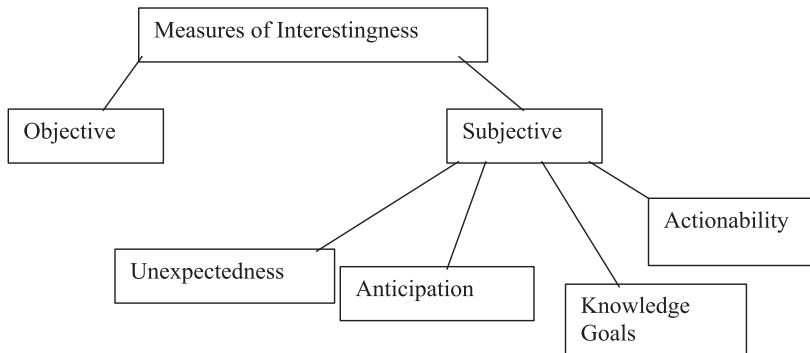 Measures of Interestingness
Objective
Subjective
Actionability
Unexpectedness
Anticipation
Knowledge
Goals